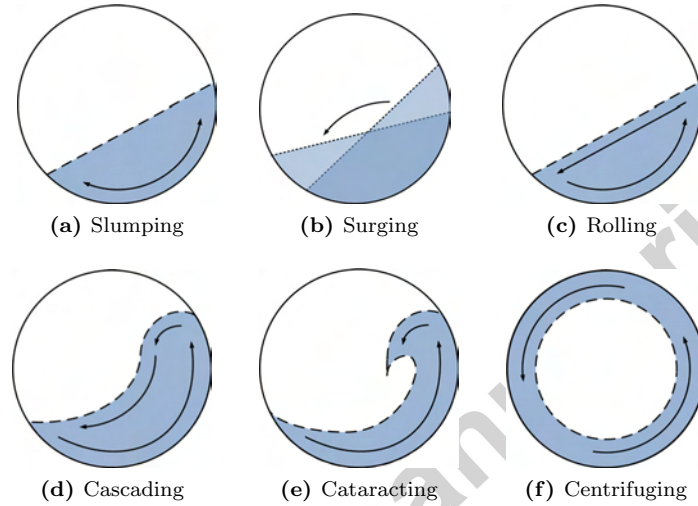 (a) Slumping
(b) Surging
(c) Rolling
(d) Cascading
(e) Cataracting
(f) Centrifuging